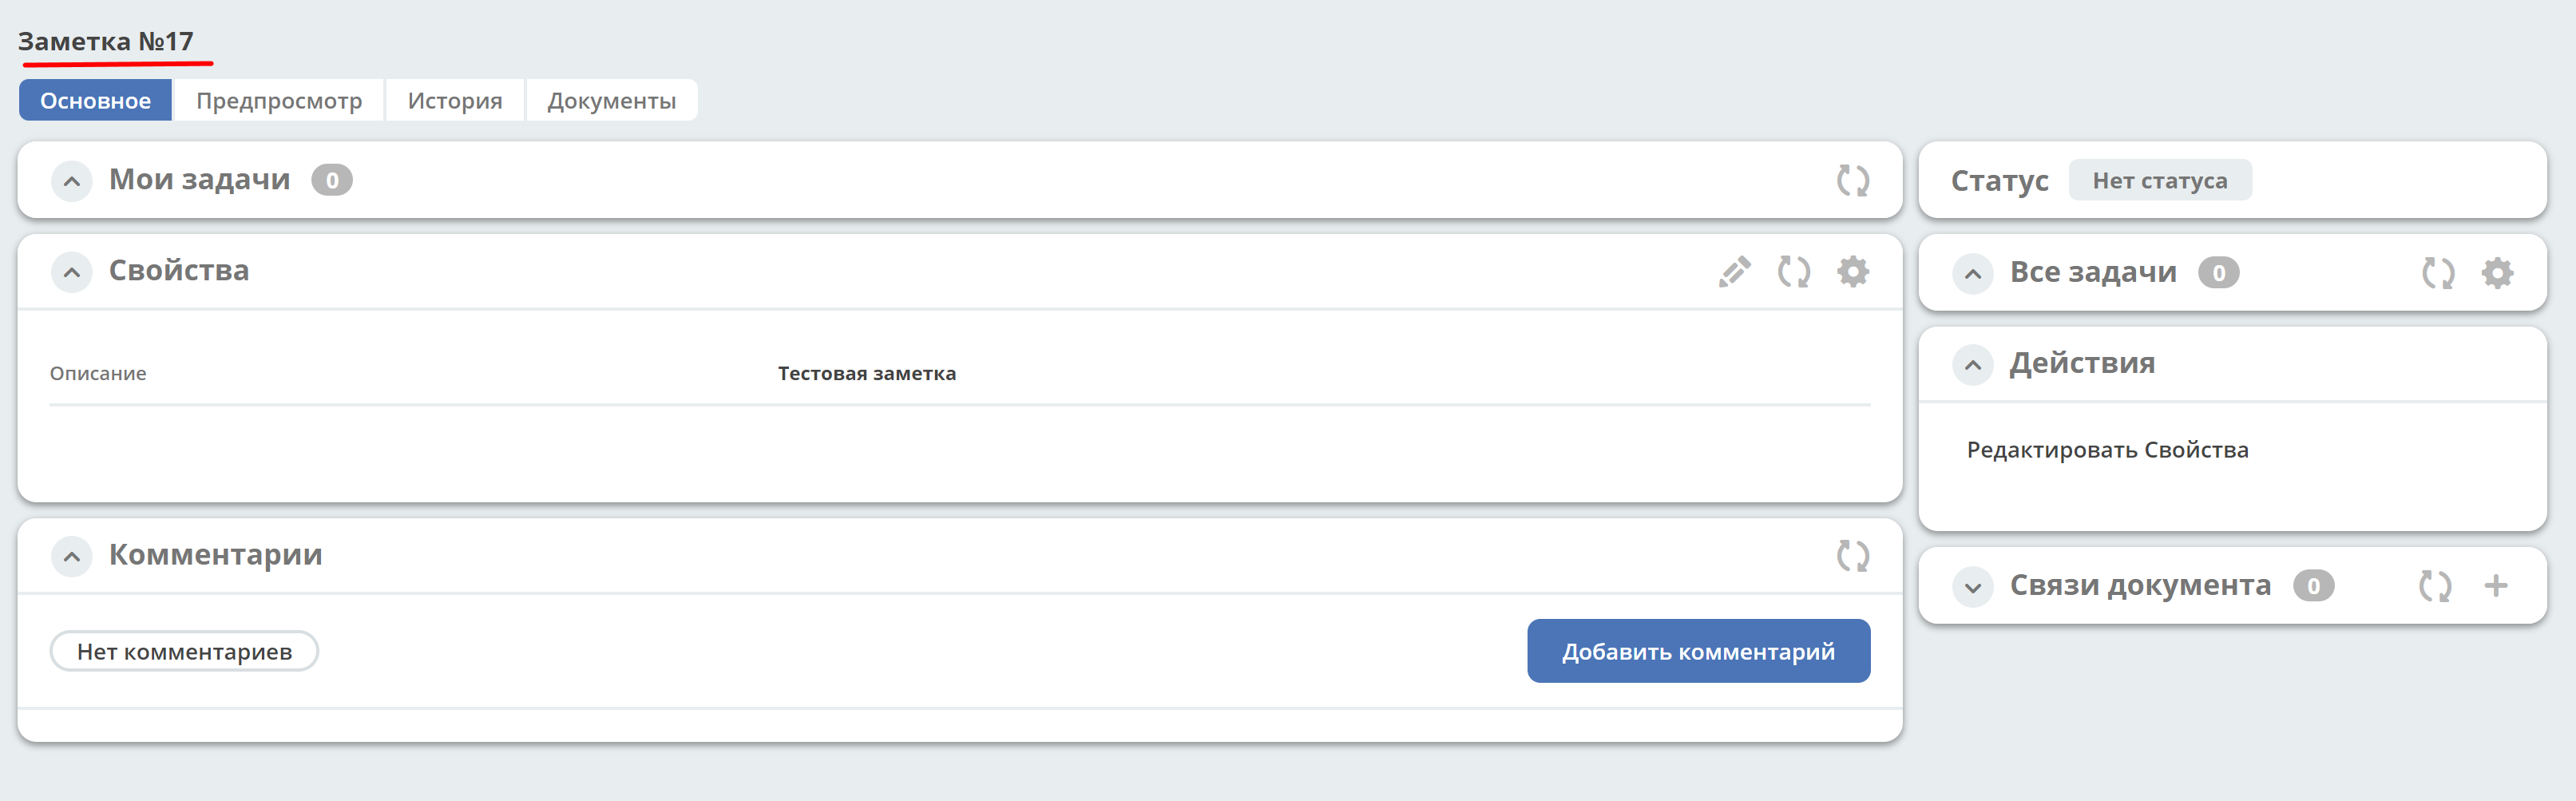 Заметка №17
Основное Предпросмотр История Документы
Мои задачи 0
Статус Нет статуса
Свойства
Описание Тестовая заметка
Все задачи 0
Действия
Редактировать Свойства
Комментарии
Нет комментариев Добавить комментарий
Связи документа 0